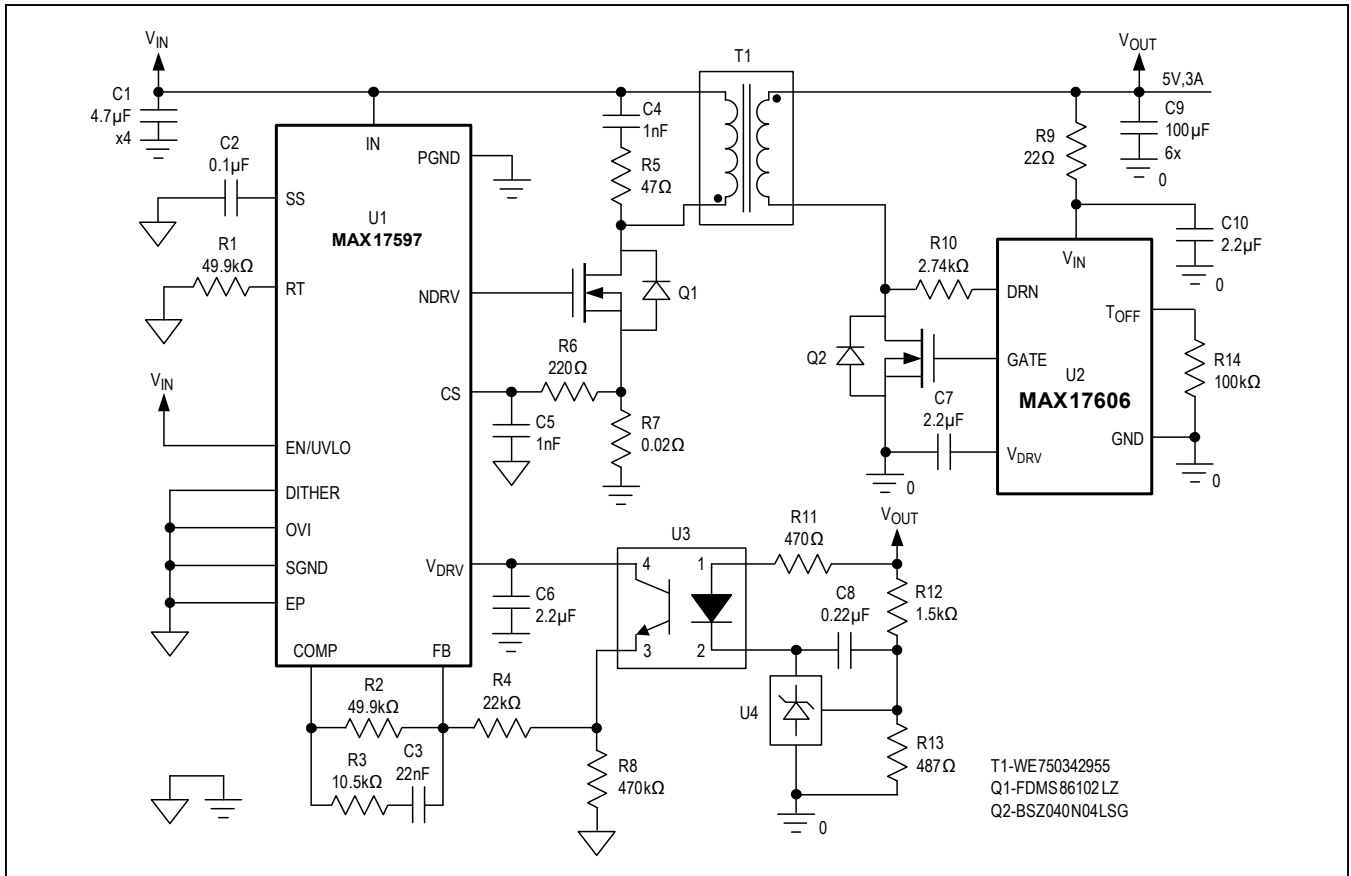 VIN
C1
4.7µF
x4
C2
0.1µF
SS
R1
49.9kΩ
RT
VIN
EN/UVLO
DITHER
OVI
SGND
EP
IN
PGND
U1
MAX17597
NDRV
CS
VDRV
COMP
FB
C4
1nF
R5
47Ω
Q1
R6
220Ω
C5
1nF
R7
0.02Ω
T1
VOUT
5V,3A
R9
22Ω
C9
100µF
6x
0
C10
2.2µF
0
R10
2.74kΩ
Q2
C7
2.2µF
0
VIN
DRN
TOFF
GATE
U2
MAX17606
GND
VDRV
R14
100kΩ
0
C6
2.2µF
U3
4
1
3
2
R11
470Ω
VOUT
R12
1.5kΩ
C8
0.22µF
U4
R13
487Ω
0
R2
49.9kΩ
R3
10.5kΩ
C3
22nF
R4
22kΩ
R8
470kΩ
T1-WE750342955
Q1-FDMS86102LZ
Q2-BSZ040N04LSG